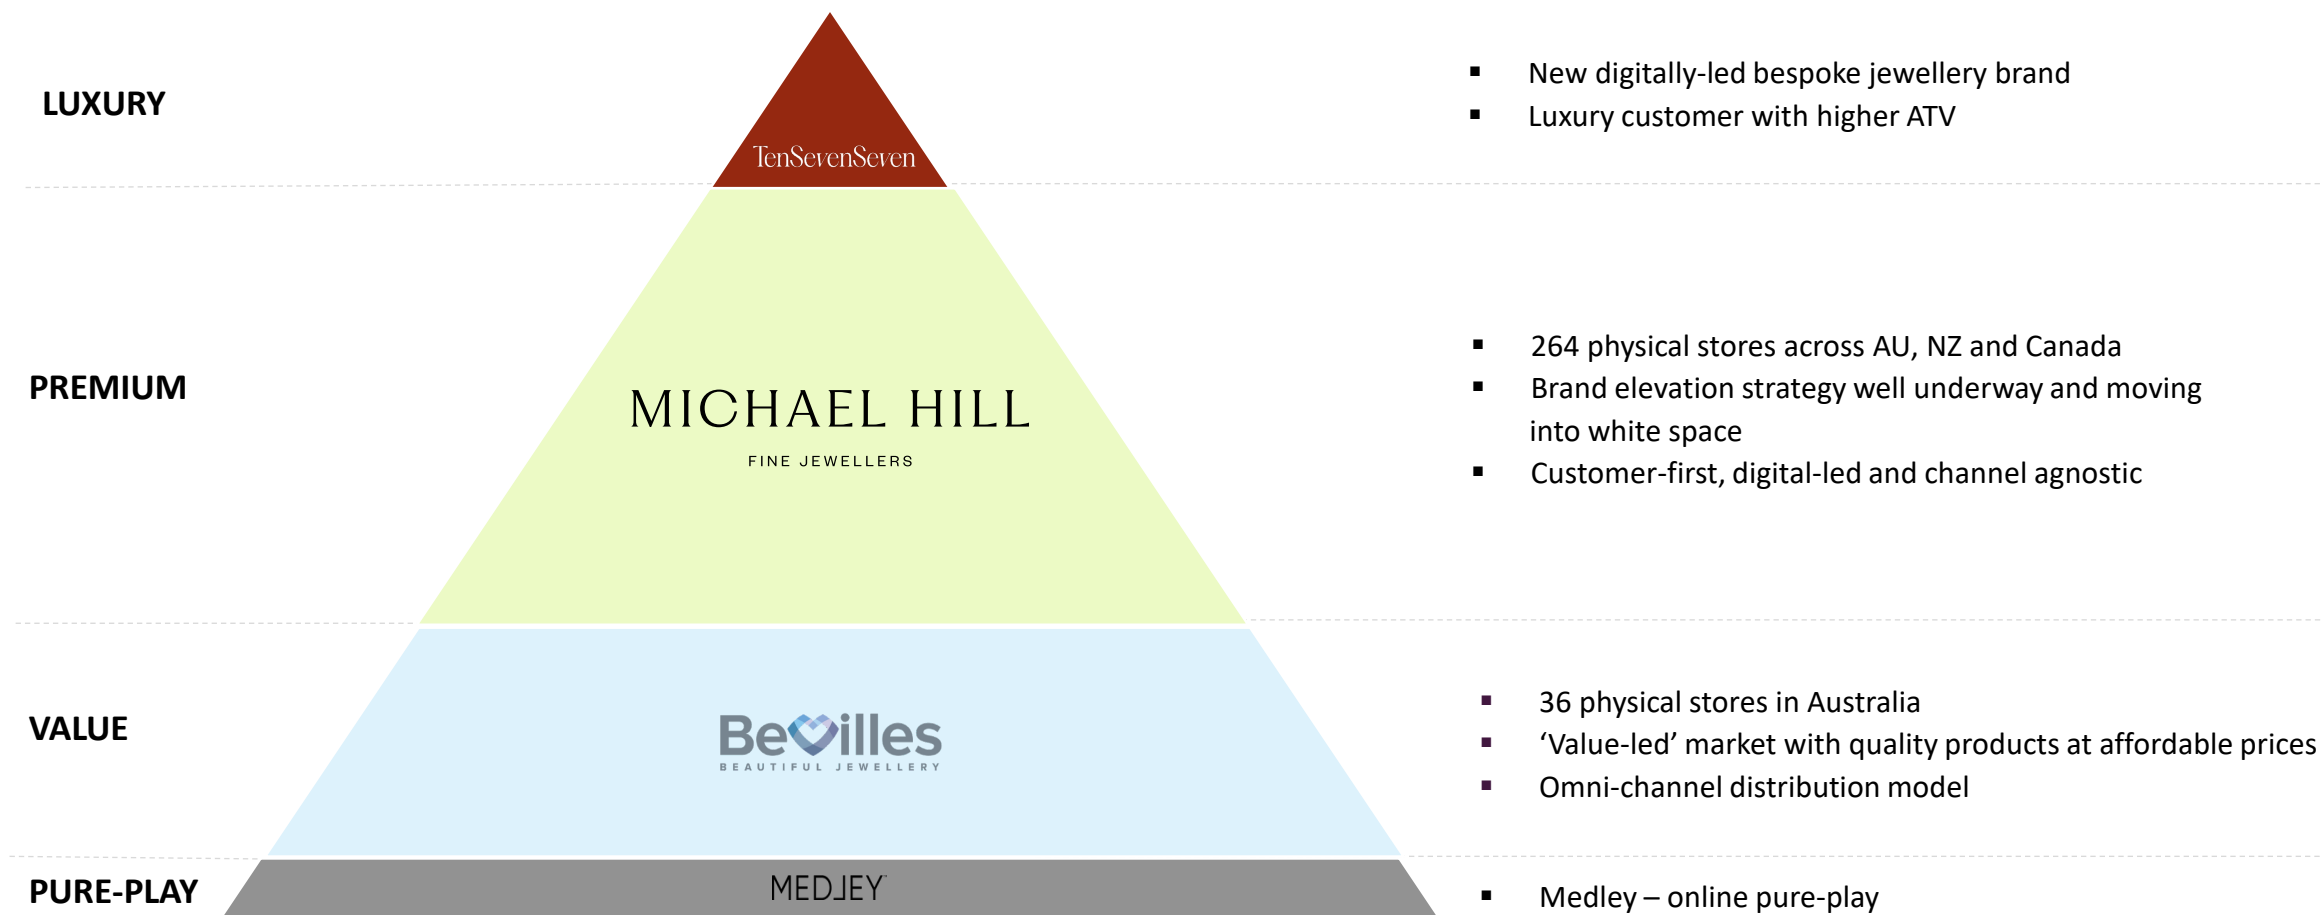 LUXURY
TenSevenSeven
▪ New digitally-led bespoke jewellery brand
▪ Luxury customer with higher ATV
PREMIUM
MICHAEL HILL
FINE JEWELLERS
▪ 264 physical stores across AU, NZ and Canada
▪ Brand elevation strategy well underway and moving
into white space
▪ Customer-first, digital-led and channel agnostic
VALUE
Bevilles
BEAUTIFUL JEWELLERY
▪ 36 physical stores in Australia
▪ ‘Value-led’ market with quality products at affordable prices
▪ Omni-channel distribution model
PURE-PLAY
MEDLEY
▪ Medley – online pure-play